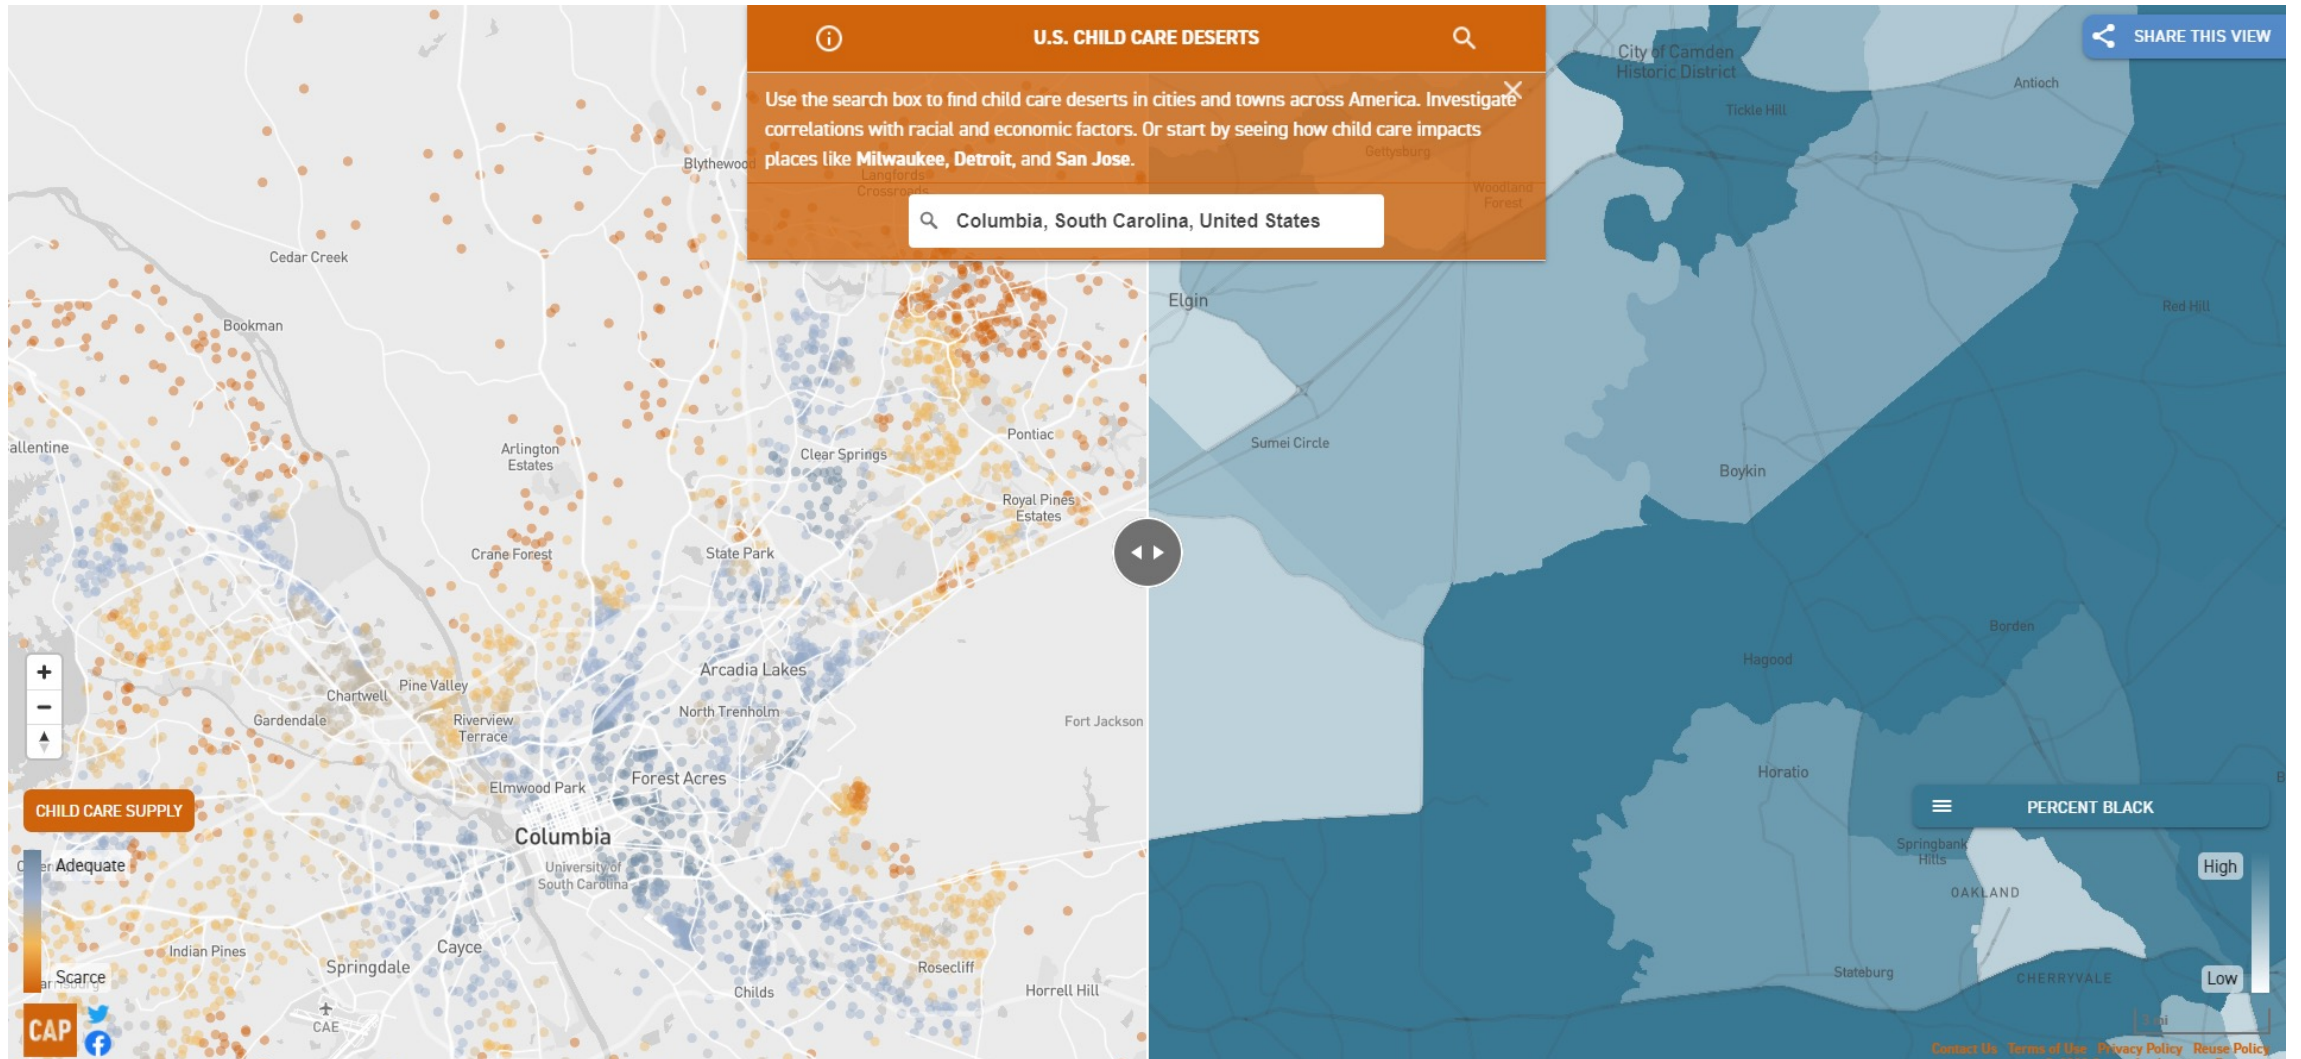 U.S. CHILD CARE DESERTS
SHARE THIS VIEW
Use the search box to find child care deserts in cities and towns across America. Investigate
correlations with racial and economic factors. Or start by seeing how child care impacts
places like Milwaukee, Detroit, and San Jose.
Columbia, South Carolina, United States
City of Camden
Historic District
Antioch
Tickle Hill
Gettysburg
Blythewood
Langfords
Crossroads
Woodland
Forest
Cedar Creek
Elgin
Red Hill
Bookman
Sumei Circle
allentine
Arlington
Estates
Clear Springs
Pontiac
Boykin
Royal Pines
Estates
Crane Forest
State Park
Borden
Hagood
Arcadia Lakes
Chartwell
Pine Valley
Gardendale
Riverview
Terrace
North Trenholm
Fort Jackson
Forest Acres
Horatio
Elmwood Park
CHILD CARE SUPPLY
PERCENT BLACK
Columbia
Adequate
University of
South Carolina
Springbank
Hills
High
OAKLAND
Indian Pines
Cayce
Springdale
Rosecliff
Scarce
Stateburg
CHERRYVALE
Low
Childs
Horrell Hill
CAE
CAP
3 mi
Contact Us Terms of Use Privacy Policy Reuse Policy